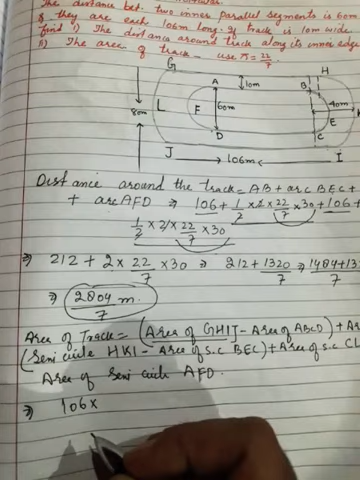 The distance bet. two inner parallel segments is 60m
& they are each 106m long. If track is 10m wide
find i) The distance around track along its inner edge
ii) The area of track - use π = 22/7
G H
A 10m B
L F 60m 40m E
80m
D C
J → 106m ← I
Distance around the track = AB + arc BEC +
+ arc AFD ⇒ 106 + 1/2 × 2 × 22/7 × 30 + 106 +
1/2 × 2 × 22/7 × 30
⇒ 212 + 2 × 22/7 × 30 ⇒ 212 + 1320/7 ⇒ 1484 + 13
⇒ 2804/7 m.
Area of Track = (Area of GHIJ - Area of ABCD) + Ar
(Semi circle HKI - Area of S.C BEC) + Area of S.C CL
Area of Semi circle AFD.
⇒ 106 ×